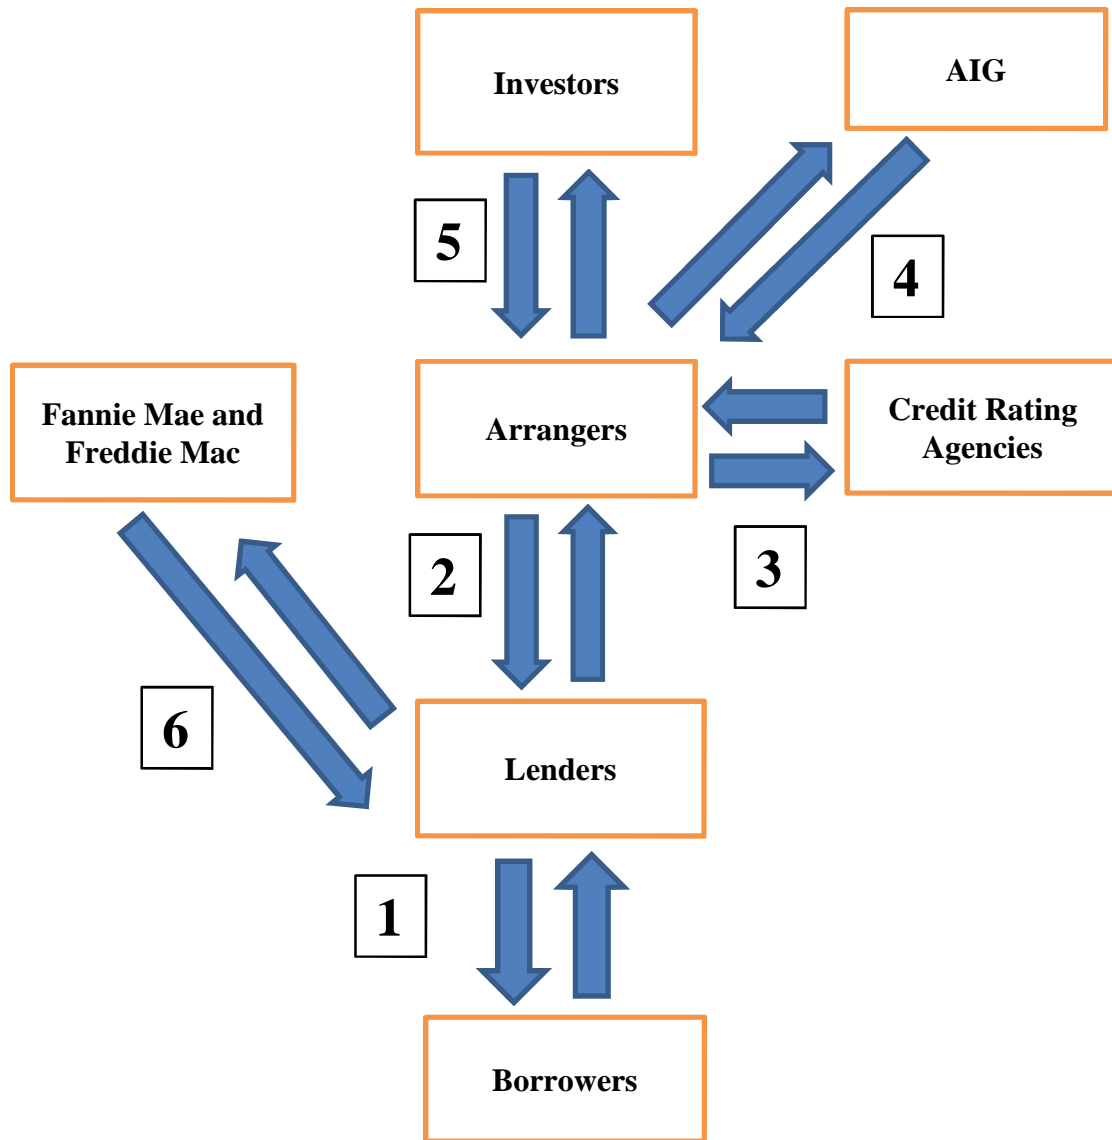 Investors
AIG
5
4
Fannie Mae and
Freddie Mac
Arrangers
Credit Rating
Agencies
2
3
6
Lenders
1
Borrowers